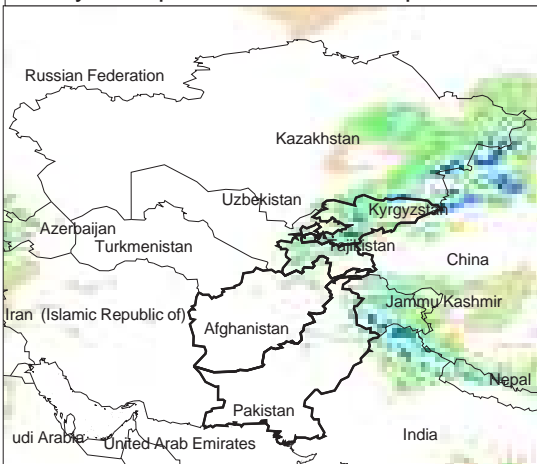 Russian Federation
Kazakhstan
Uzbekistan
Kyrgyzstan
Azerbaijan
Turkmenistan
Tajikistan
China
Jammu/Kashmir
Iran (Islamic Republic of)
Afghanistan
Nepal
Pakistan
udi Arabia
United Arab Emirates
India